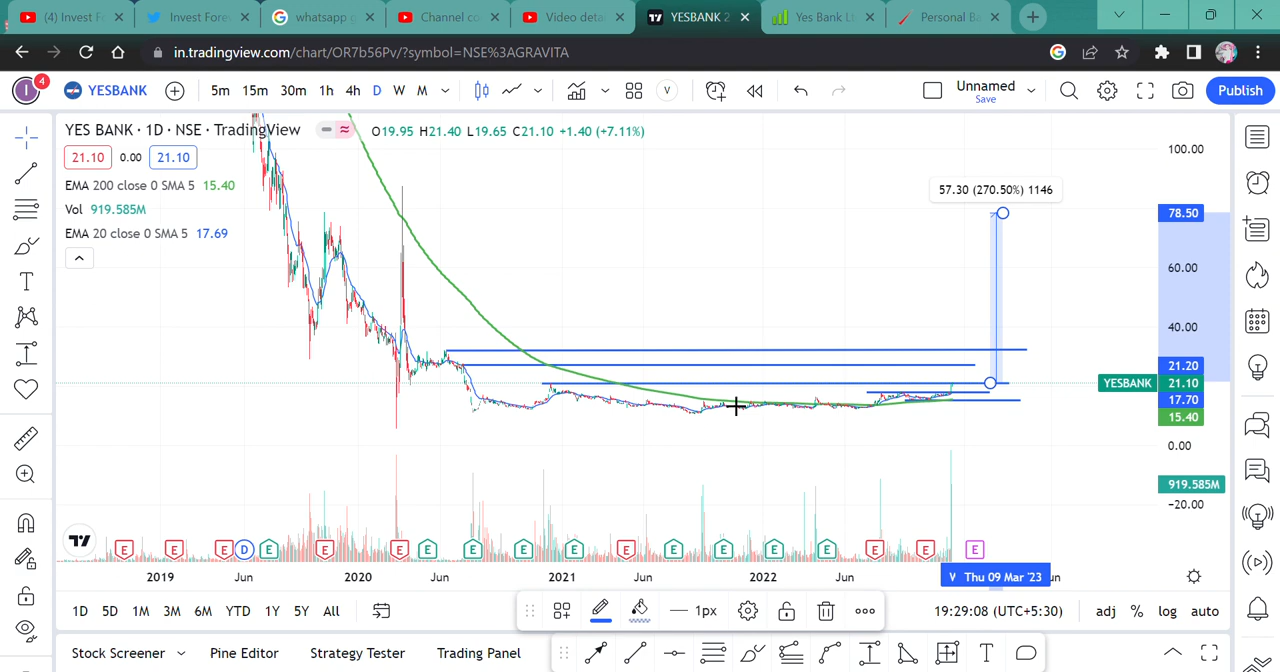 (4) Invest F
Invest Fore
whatsapp g
Channel co
Video deta
YESBANK 2
Yes Bank Lt
Personal Ba
in.tradingview.com/chart/OR7b56Pv/?symbol=NSE%3AGRAVITA
I 4 YESBANK 5m 15m 30m 1h 4h D W M V Unnamed Save Publish
YES BANK · 1D · NSE · TradingView O19.95 H21.40 L19.65 C21.10 +1.40 (+7.11%)
21.10 0.00 21.10
EMA 200 close 0 SMA 5 15.40
Vol 919.585M
EMA 20 close 0 SMA 5 17.69
57.30 (270.50%) 1146
100.00
78.50
60.00
40.00
21.20
YESBANK 21.10
17.70
15.40
0.00
919.585M
−20.00
E E E D E E E E E E E E E E E E E E E
2019 Jun 2020 Jun 2021 Jun 2022 Jun Thu 09 Mar '23 un
1D 5D 1M 3M 6M YTD 1Y 5Y All 1px 19:29:08 (UTC+5:30) adj % log auto
Stock Screener Pine Editor Strategy Tester Trading Panel